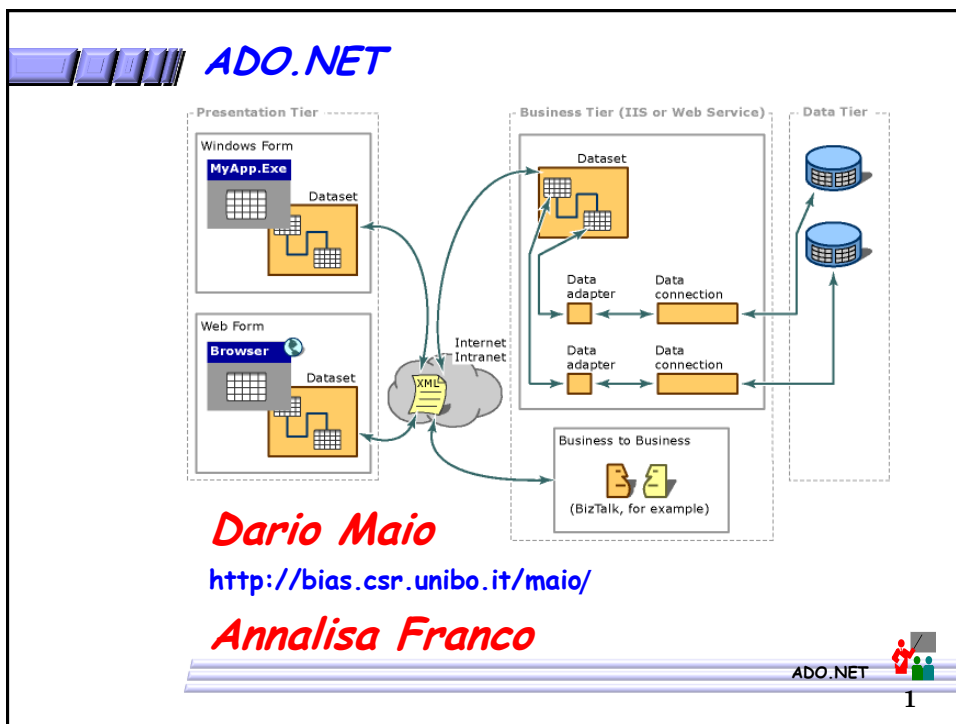 ADO.NET
Presentation Tier
Windows Form
MyApp.Exe
Dataset
Web Form
Browser
Dataset
Internet
Intranet
XML
Business Tier (IIS or Web Service)
Dataset
Data
adapter
Data
connection
Data
adapter
Data
connection
Business to Business
(BizTalk, for example)
Data Tier
Dario Maio
http://bias.csr.unibo.it/maio/
Annalisa Franco
ADO.NET
1